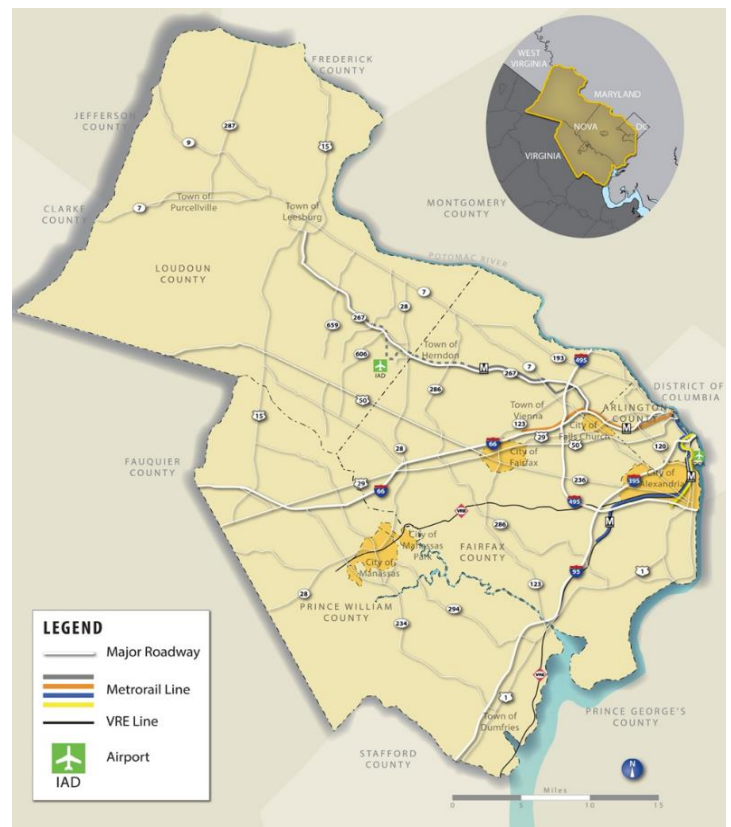 FREDERICK
COUNTY
WEST
VIRGINIA
MARYLAND
NOVA
DC
VIRGINIA
JEFFERSON
COUNTY
287
9
15
CLARKE
COUNTY
7
Town of
Purcellville
Town of
Leesburg
MONTGOMERY
COUNTY
LOUDOUN
COUNTY
POTOMAC RIVER
7
28
267
659
606
IAD
Town of
Herndon
M
267
7
193
495
DISTRICT OF
COLUMBIA
50
286
15
Town of
Vienna
123
ARLINGTON
COUNTY
M
City of
Falls Church
29
50
120
66
City of
Fairfax
28
FAUQUIER
COUNTY
29
66
236
395
City of
Alexandria
M
495
VRE
286
M
City of
Manassas
Park
City of
Manassas
FAIRFAX
COUNTY
95
1
123
28
PRINCE WILLIAM
COUNTY
294
234
VRE
1
Town of
Dumfries
PRINCE GEORGE'S
COUNTY
STAFFORD
COUNTY
LEGEND
Major Roadway
Metrorail Line
VRE Line
Airport
IAD
N
Miles
0 5 10 15